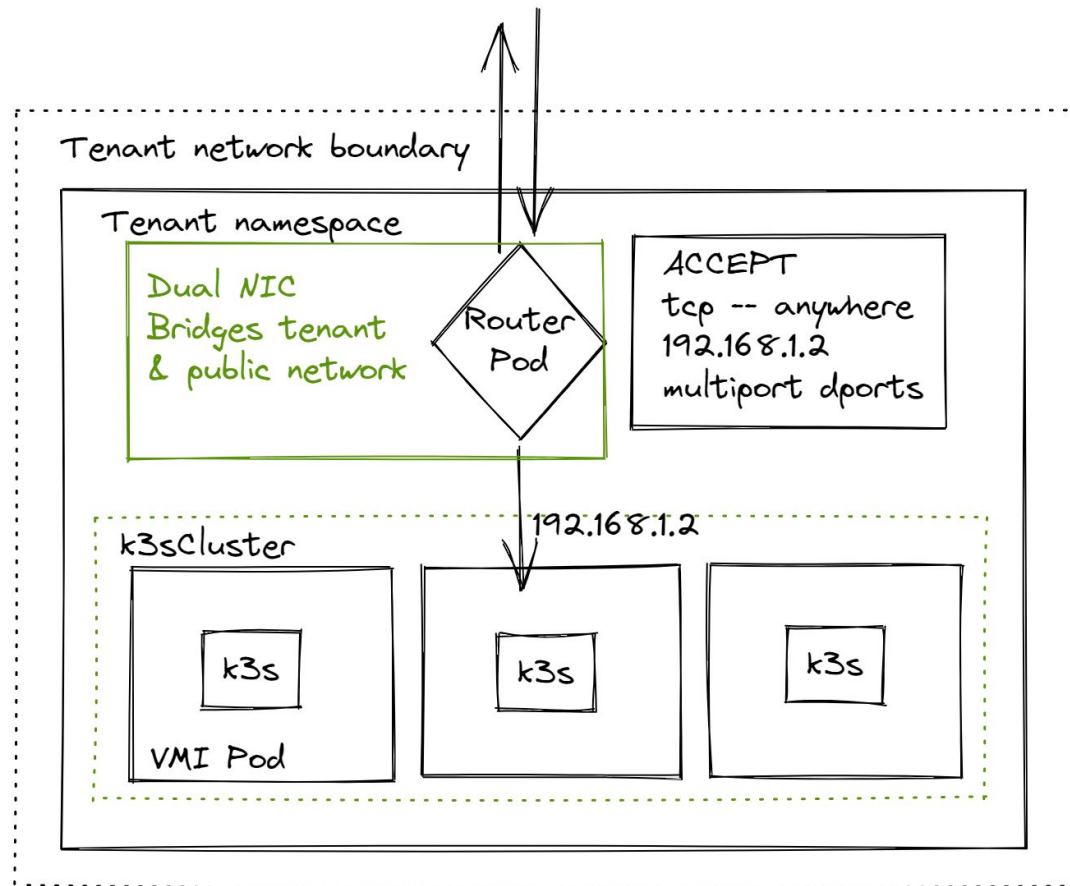 Tenant network boundary
Tenant namespace
Dual NIC
Bridges tenant
& public network
Router
Pod
ACCEPT
tcp -- anywhere
192.168.1.2
multiport dports
192.168.1.2
k3sCluster
k3s
VMI Pod
k3s
k3s